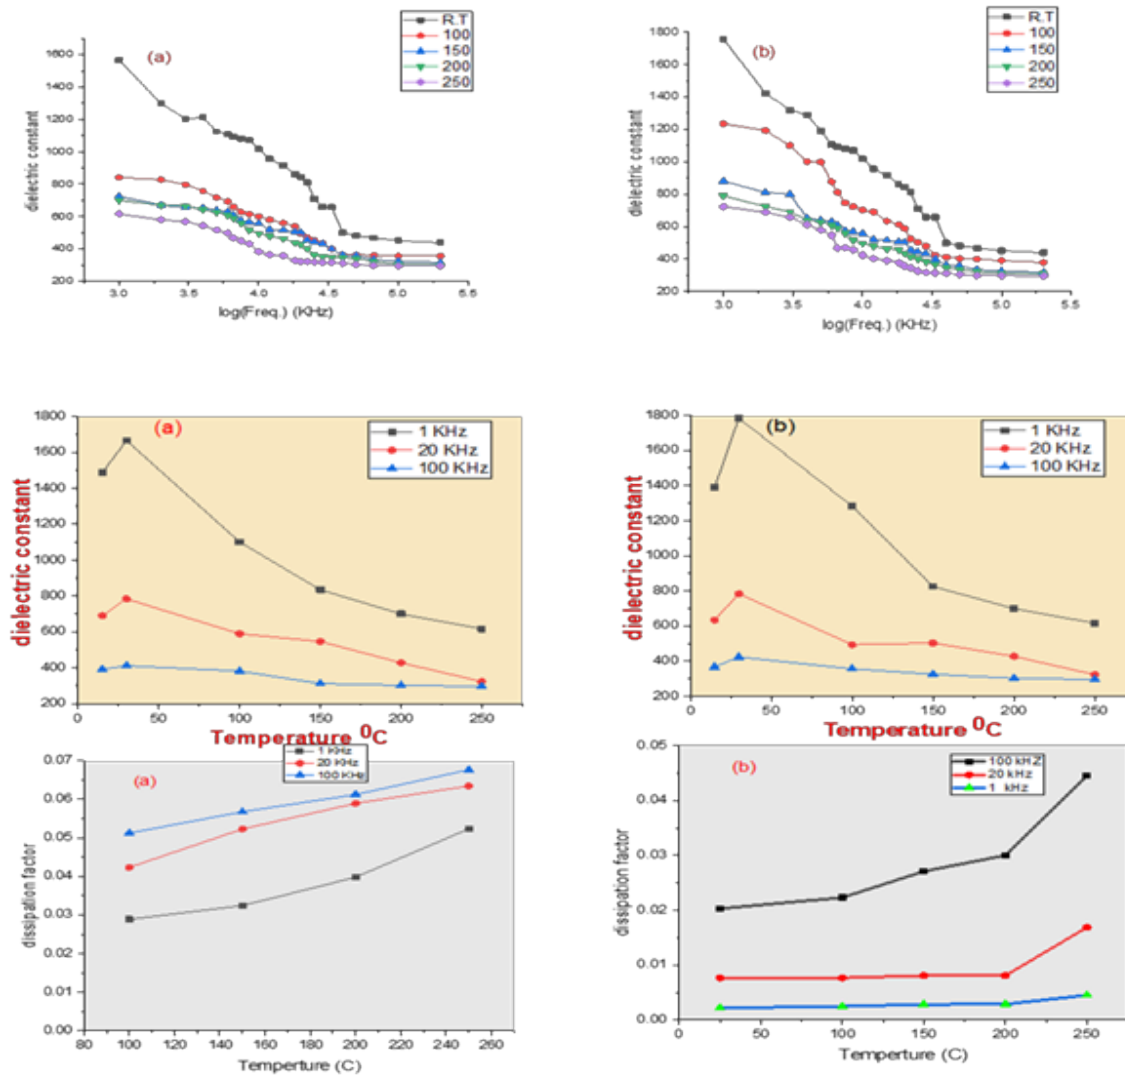 (a)
R.T
100
150
200
250
1600
1400
1200
1000
800
600
400
200
dielectric constant
3.0 3.5 4.0 4.5 5.0 5.5
log(Freq.) (KHz)
(b)
R.T
100
150
200
250
1800
1600
1400
1200
1000
800
600
400
200
dielectric constant
3.0 3.5 4.0 4.5 5.0 5.5
log(Freq.) (KHz)
(a)
1 KHz
20 KHz
100 KHz
1800
1600
1400
1200
1000
800
600
400
200
dielectric constant
0 50 100 150 200 250
Temperature ⁰C
(b)
1 KHz
20 KHz
100 KHz
1800
1600
1400
1200
1000
800
600
400
200
dielectric constant
0 50 100 150 200 250
Temperature ⁰C
(a)
1 KHz
20 KHz
100 KHz
0.07
0.06
0.05
0.04
0.03
0.02
0.01
0.00
dissipation factor
80 100 120 140 160 180 200 220 240 260
Temperture (C)
(b)
100 kHZ
20 kHz
1 kHz
0.05
0.04
0.03
0.02
0.01
0.00
dissipation factor
0 50 100 150 200 250
Temperture (C)